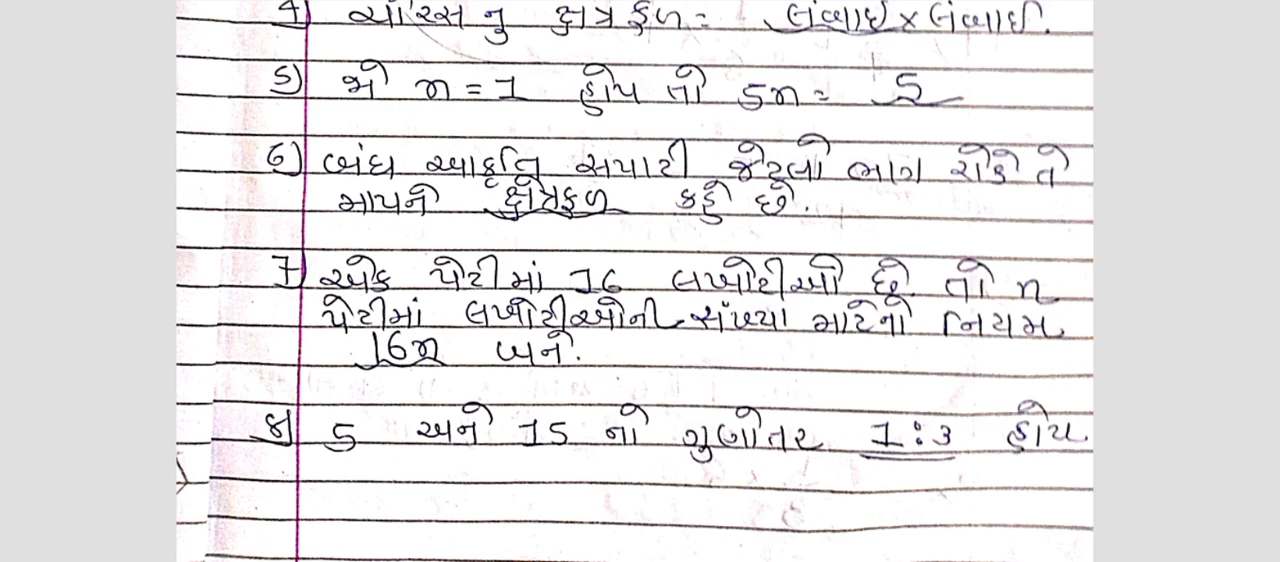 4) ચોરસ નુ ક્ષેત્રફળ = લંબાઈ × લંબાઈ.
5) જો n = 1 હોય તો 5n = 5
6) બંધ આકૃતિ સપાટી જેટલો ભાગ રોકે તે
માપને ક્ષેત્રફળ કહે છે.
7) એક પેટીમાં 16 લખોટીઓ છે તો n
પેટીમાં લખોટીઓની સંખ્યા માટેનો નિયમ
16n બને.
8) 5 અને 15 નો ગુણોતર 1:3 હોય